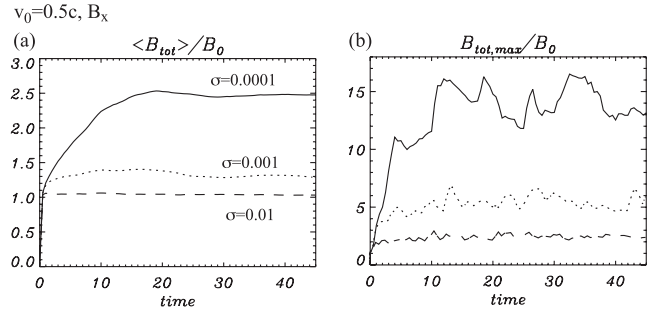 v₀=0.5c, Bₓ
(a) <B_tot>/B₀
(b) B_tot,max/B₀
3.0
2.5
2.0
1.5
1.0
0.5
0.0
σ=0.0001
σ=0.001
σ=0.01
0 10 20 30 40
time
15
10
5
0
0 10 20 30 40
time